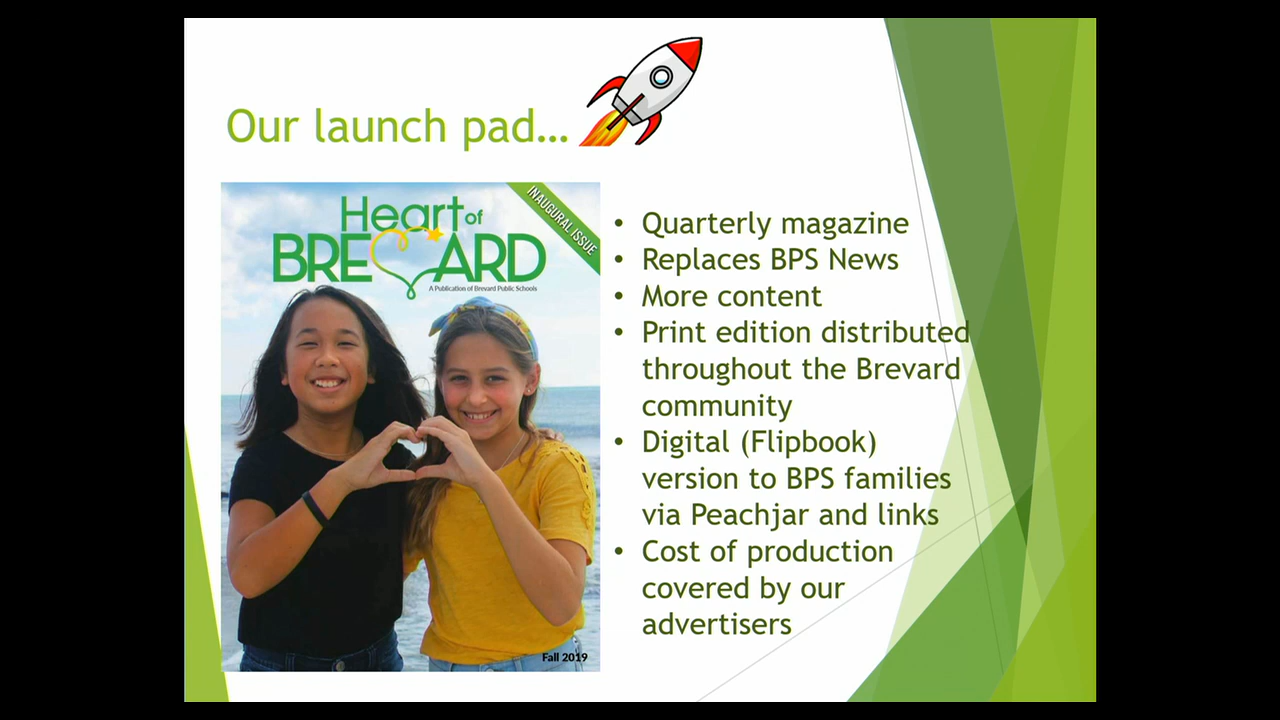 Our launch pad...
INAUGURAL ISSUE
Heart of
BREVARD
A Publication of Brevard Public Schools
Fall 2019
• Quarterly magazine
• Replaces BPS News
• More content
• Print edition distributed
throughout the Brevard
community
• Digital (Flipbook)
version to BPS families
via Peachjar and links
• Cost of production
covered by our
advertisers